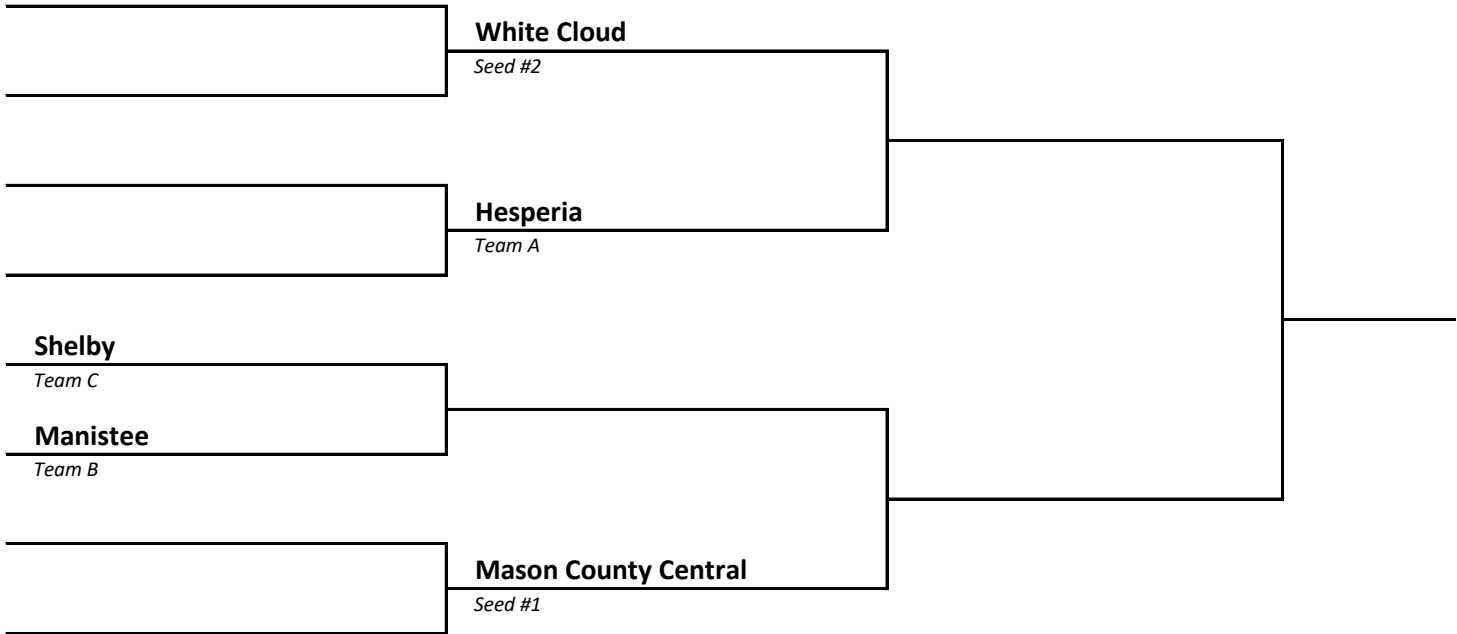 White Cloud
Seed #2
Hesperia
Team A
Shelby
Team C
Manistee
Team B
Mason County Central
Seed #1